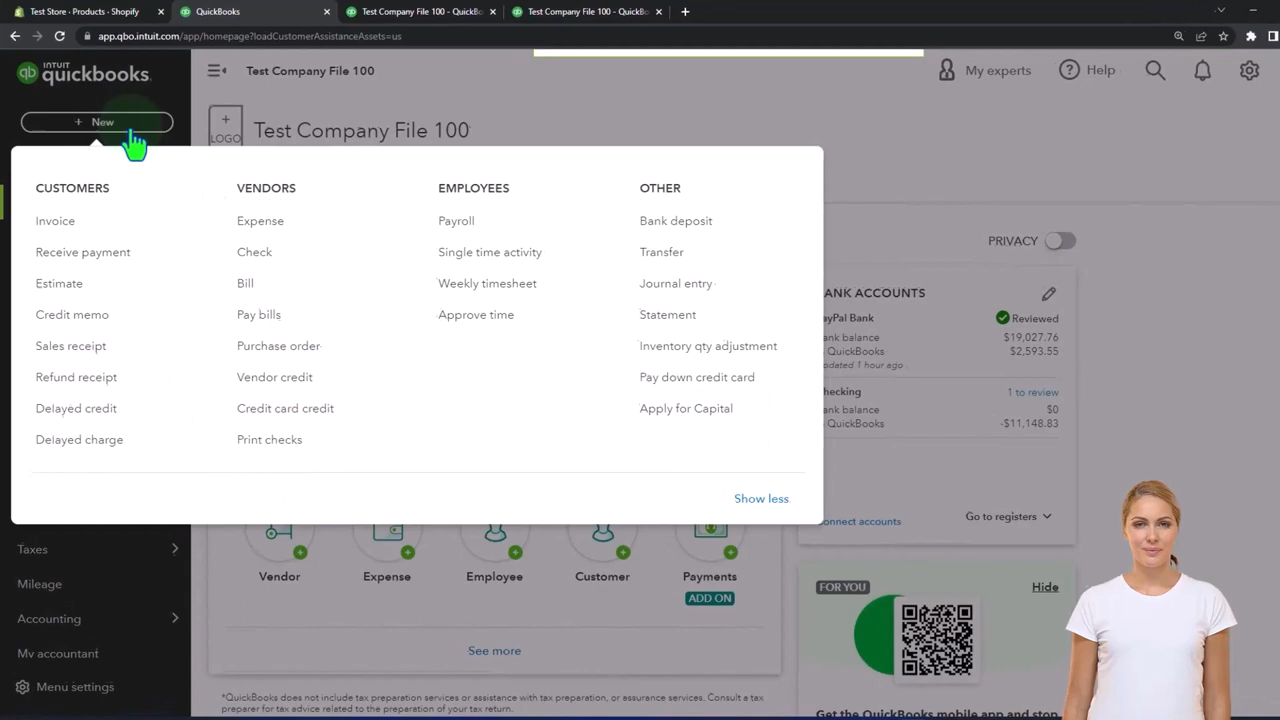 Test Store · Products · Shopify
QuickBooks
Test Company File 100 - QuickBo
Test Company File 100 - QuickBo
app.qbo.intuit.com/app/homepage?loadCustomerAssistanceAssets=us
INTUIT
quickbooks.
Test Company File 100
My experts
Help
+ New
+
LOGO
Test Company File 100
CUSTOMERS
Invoice
Receive payment
Estimate
Credit memo
Sales receipt
Refund receipt
Delayed credit
Delayed charge
VENDORS
Expense
Check
Bill
Pay bills
Purchase order
Vendor credit
Credit card credit
Print checks
EMPLOYEES
Payroll
Single time activity
Weekly timesheet
Approve time
OTHER
Bank deposit
Transfer
Journal entry
Statement
Inventory qty adjustment
Pay down credit card
Apply for Capital
Show less
PRIVACY
ANK ACCOUNTS
ayPal Bank
Reviewed
ank balance
$19,027.76
QuickBooks
$2,593.55
pdated 1 hour ago
hecking
1 to review
ank balance
$0
QuickBooks
-$11,148.83
onnect accounts
Go to registers
Taxes
Mileage
Accounting
My accountant
Menu settings
Vendor
Expense
Employee
Customer
Payments
ADD ON
See more
FOR YOU
Hide
Get the QuickBooks mobile app and stop
*QuickBooks does not include tax preparation services or assistance with tax preparation, or assurance services. Consult a tax
preparer for tax advice related to the preparation of your tax return.